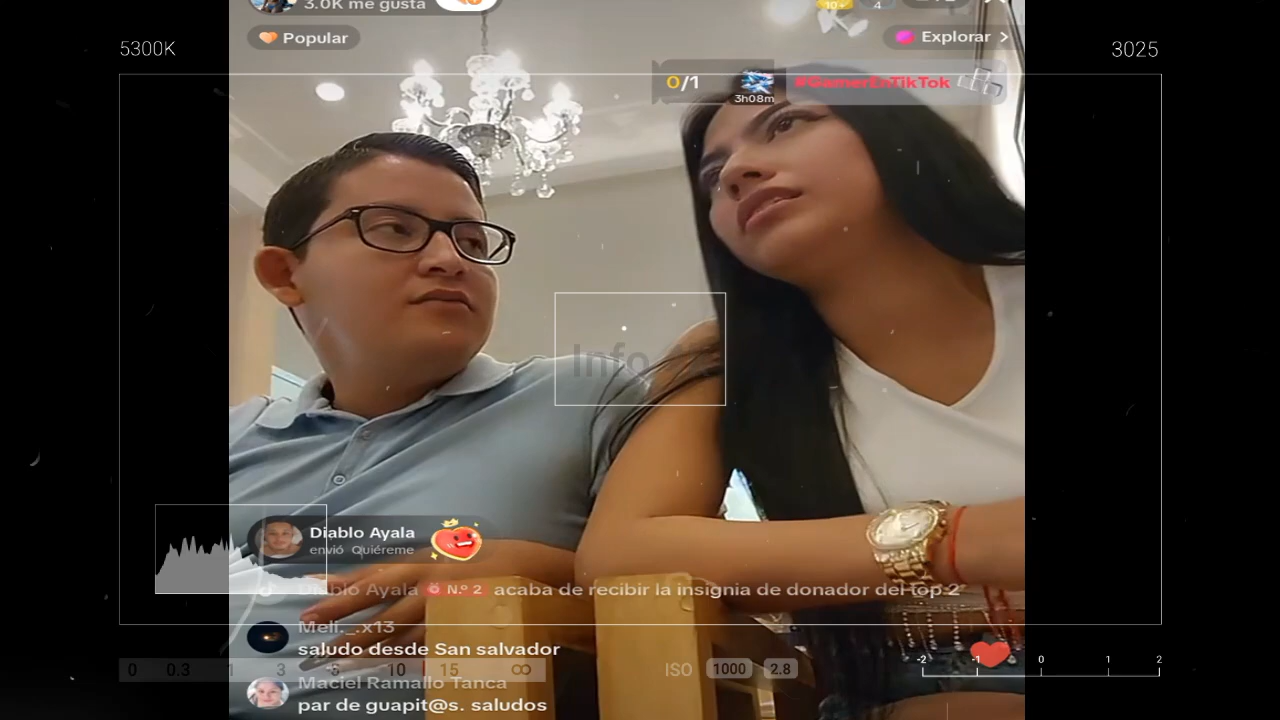 3.0K me gusta
10+
4
5300K
Popular
Explorar >
3025
0/1
#GamerEnTikTok
3h08m
Info
Diablo Ayala
envió Quiéreme
Diablo Ayala N.º 2 acaba de recibir la insignia de donador del top 2
Meli._.x13
saludo desde San salvador
0 0.3 1 3 5 10 15 ∞
ISO 1000 2.8
-2 -1 0 1 2
Maciel Ramallo Tanca
par de guapit@s. saludos